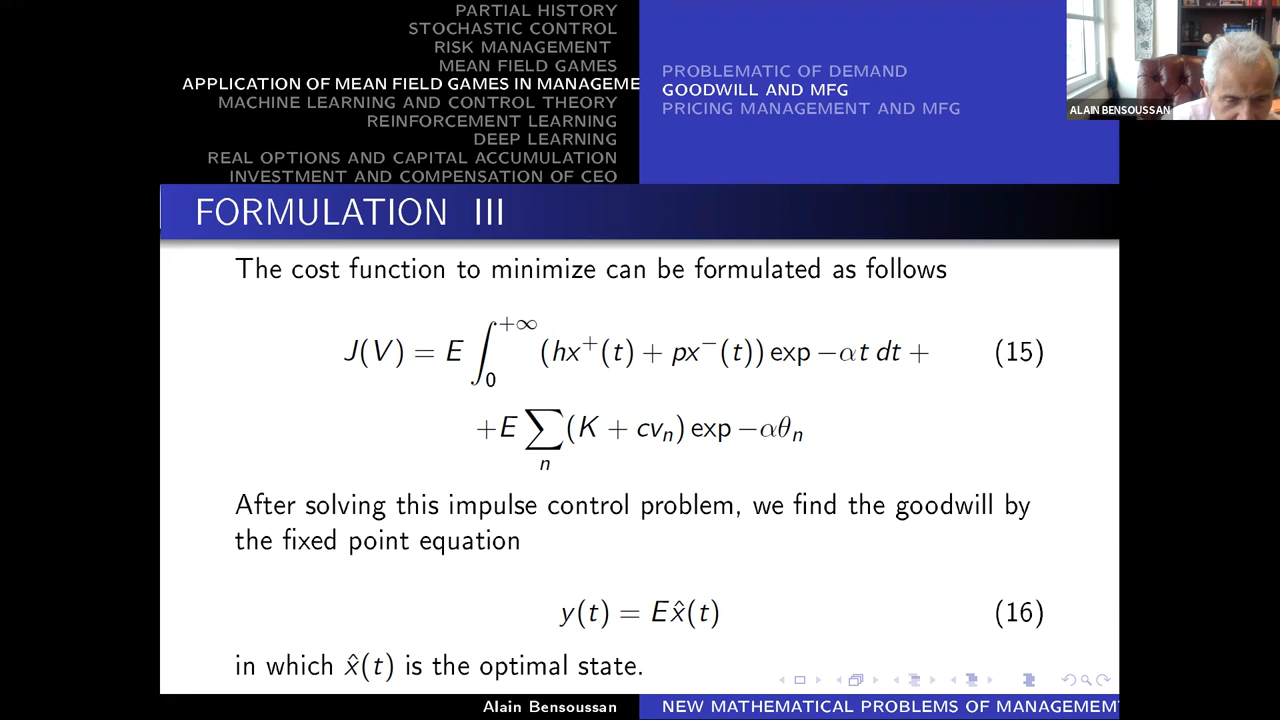 PARTIAL HISTORY
STOCHASTIC CONTROL
RISK MANAGEMENT
MEAN FIELD GAMES
APPLICATION OF MEAN FIELD GAMES IN MANAGEME
MACHINE LEARNING AND CONTROL THEORY
REINFORCEMENT LEARNING
DEEP LEARNING
REAL OPTIONS AND CAPITAL ACCUMULATION
INVESTMENT AND COMPENSATION OF CEO
PROBLEMATIC OF DEMAND
GOODWILL AND MFG
PRICING MANAGEMENT AND MFG
ALAIN BENSOUSSAN
FORMULATION III
The cost function to minimize can be formulated as follows
J(V) = E ∫₀^{+∞} (hx⁺(t) + px⁻(t)) exp −αt dt + (15)
+E ∑ₙ (K + cvₙ) exp −αθₙ
After solving this impulse control problem, we find the goodwill by
the fixed point equation
y(t) = Ex̂(t) (16)
in which x̂(t) is the optimal state.
Alain Bensoussan
NEW MATHEMATICAL PROBLEMS OF MANAGEMENT